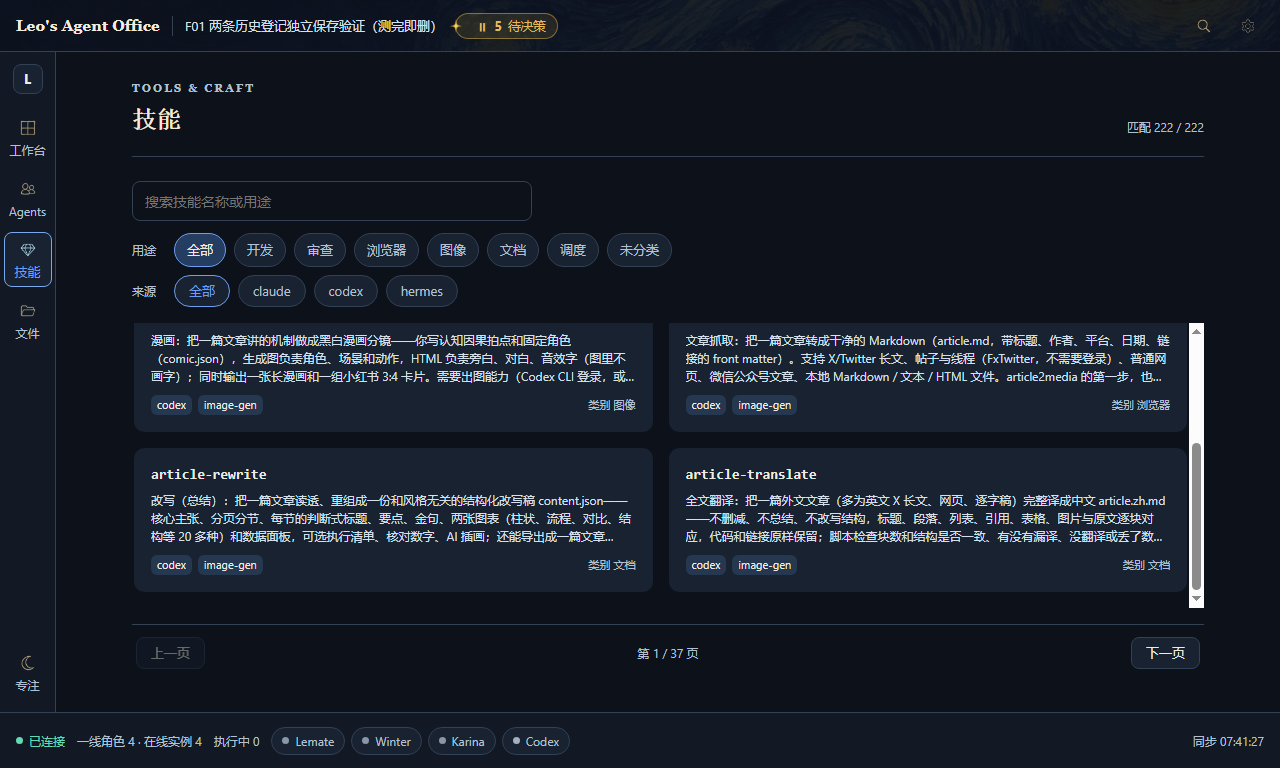 Leo's Agent Office
F01 两条历史登记独立保存验证（测完即删）
5 待决策
L
工作台
Agents
技能
文件
专注
TOOLS & CRAFT
技能
匹配 222 / 222
搜索技能名称或用途
用途 全部 开发 审查 浏览器 图像 文档 调度 未分类
来源 全部 claude codex hermes
漫画：把一篇文章讲的机制做成黑白漫画分镜——你写认知因果拍点和固定角色
（comic.json），生成图负责角色、场景和动作，HTML 负责旁白、对白、音效字（图里不
画字）；同时输出一张长漫画和一组小红书 3:4 卡片。需要出图能力（Codex CLI 登录，或...
codex image-gen 类别 图像
文章抓取：把一篇文章转成干净的 Markdown（article.md，带标题、作者、平台、日期、链
接的 front matter）。支持 X/Twitter 长文、帖子与线程（FxTwitter，不需要登录）、普通网
页、微信公众号文章、本地 Markdown / 文本 / HTML 文件。article2media 的第一步，也...
codex image-gen 类别 浏览器
article-rewrite
改写（总结）：把一篇文章读透、重组成一份和风格无关的结构化改写稿 content.json——
核心主张、分页分节、每节的判断式标题、要点、金句、两张图表（柱状、流程、对比、结
构等 20 多种）和数据面板，可选执行清单、核对数字、AI 插画；还能导出成一篇文章...
codex image-gen 类别 文档
article-translate
全文翻译：把一篇外文文章（多为英文 X 长文、网页、逐字稿）完整译成中文 article.zh.md
——不删减、不总结、不改写结构，标题、段落、列表、引用、表格、图片与原文逐块对
应，代码和链接原样保留；脚本检查块数和结构是否一致、有没有漏译、没翻译或丢了数...
codex image-gen 类别 文档
上一页
第 1 / 37 页
下一页
已连接 一线角色 4 · 在线实例 4 执行中 0 Lemate Winter Karina Codex
同步 07:41:27